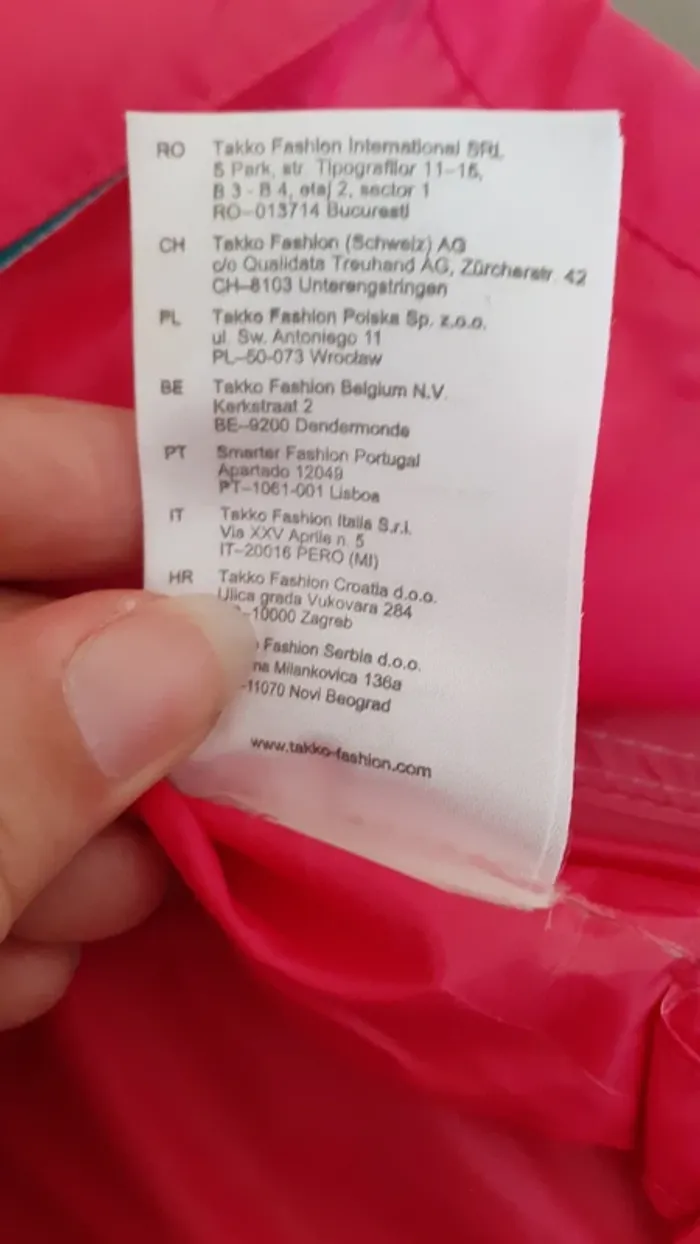 RO Takko Fashion International SRL
5 Park, str. Tipografilor 11-15,
B 3 - B 4, etaj 2, sector 1
RO-013714 Bucuresti
CH Takko Fashion (Schweiz) AG
c/o Qualidata Treuhand AG, Zürcherstr. 42
CH-8103 Unterengstringen
PL Takko Fashion Polska Sp. z.o.o.
ul. Sw. Antoniego 11
PL-50-073 Wrocław
BE Takko Fashion Belgium N.V.
Kerkstraat 2
BE-9200 Dendermonde
PT Smarter Fashion Portugal
Apartado 12049
PT-1061-001 Lisboa
IT Takko Fashion Italia S.r.l.
Via XXV Aprile n. 5
IT-20016 PERO (MI)
HR Takko Fashion Croatia d.o.o.
Ulica grada Vukovara 284
-10000 Zagreb
Fashion Serbia d.o.o.
na Milankovica 136a
-11070 Novi Beograd
www.takko-fashion.com